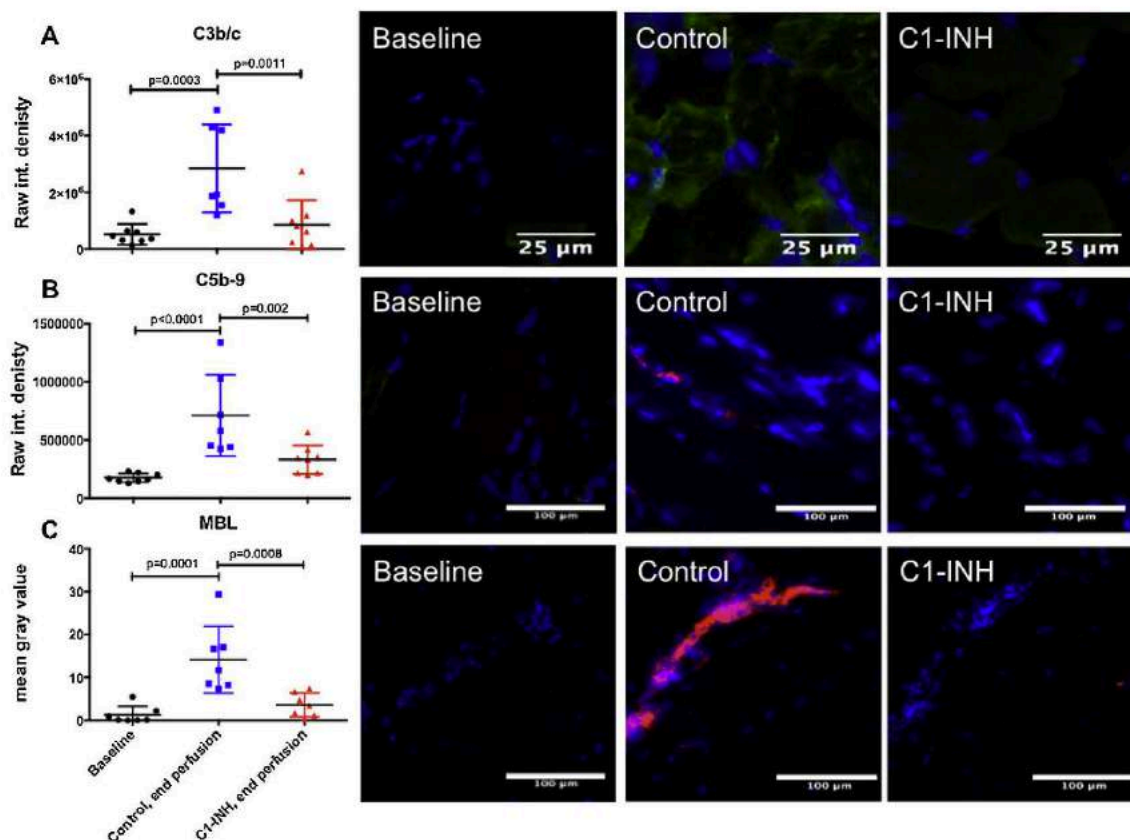 A
C3b/c
p=0.0003
p=0.0011
Raw int. denisty
6×10⁶
4×10⁶
2×10⁶
0
Baseline
25 µm
Control
25 µm
C1-INH
25 µm
B
C5b-9
p<0.0001
p=0.002
Raw int. denisty
1500000
1000000
500000
0
Baseline
100 µm
Control
100 µm
C1-INH
100 µm
C
MBL
p=0.0001
p=0.0008
mean gray value
40
30
20
10
0
Baseline
Control, end perfusion
C1-INH, end perfusion
Baseline
100 µm
Control
100 µm
C1-INH
100 µm